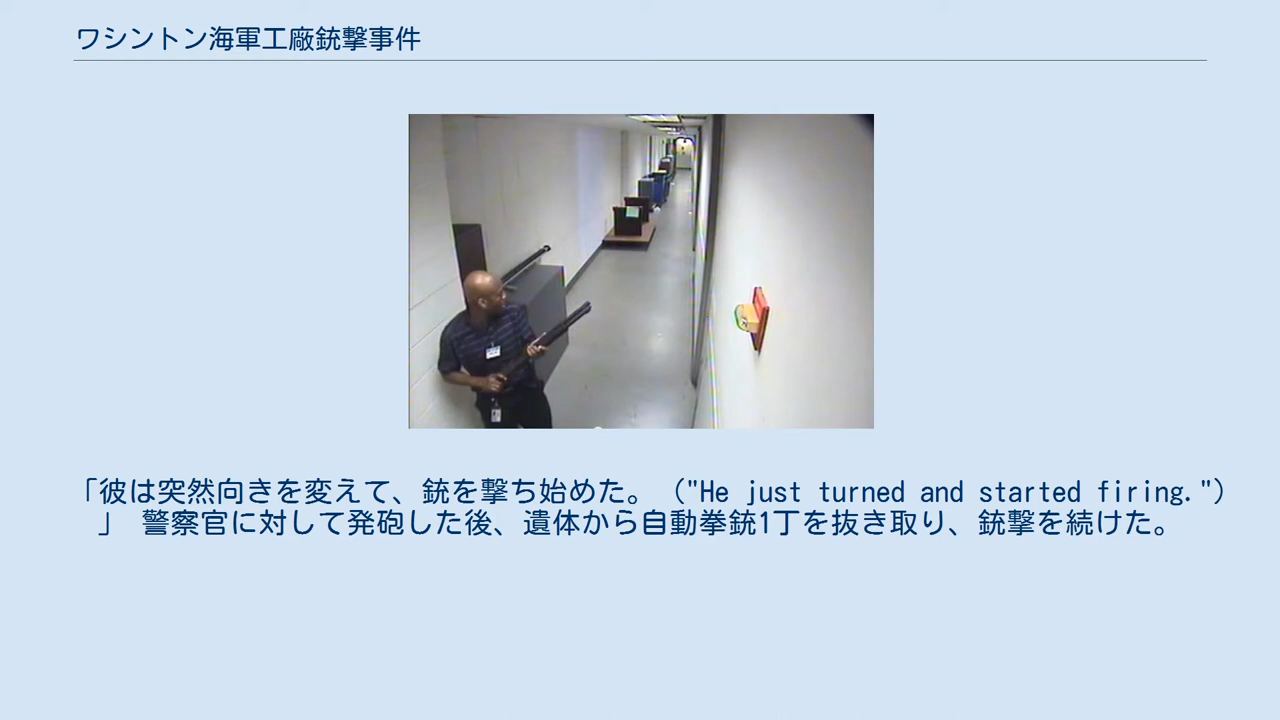 ワシントン海軍工廠銃撃事件
「彼は突然向きを変えて、銃を撃ち始めた。（"He just turned and started firing."）
」 警察官に対して発砲した後、遺体から自動拳銃1丁を抜き取り、銃撃を続けた。